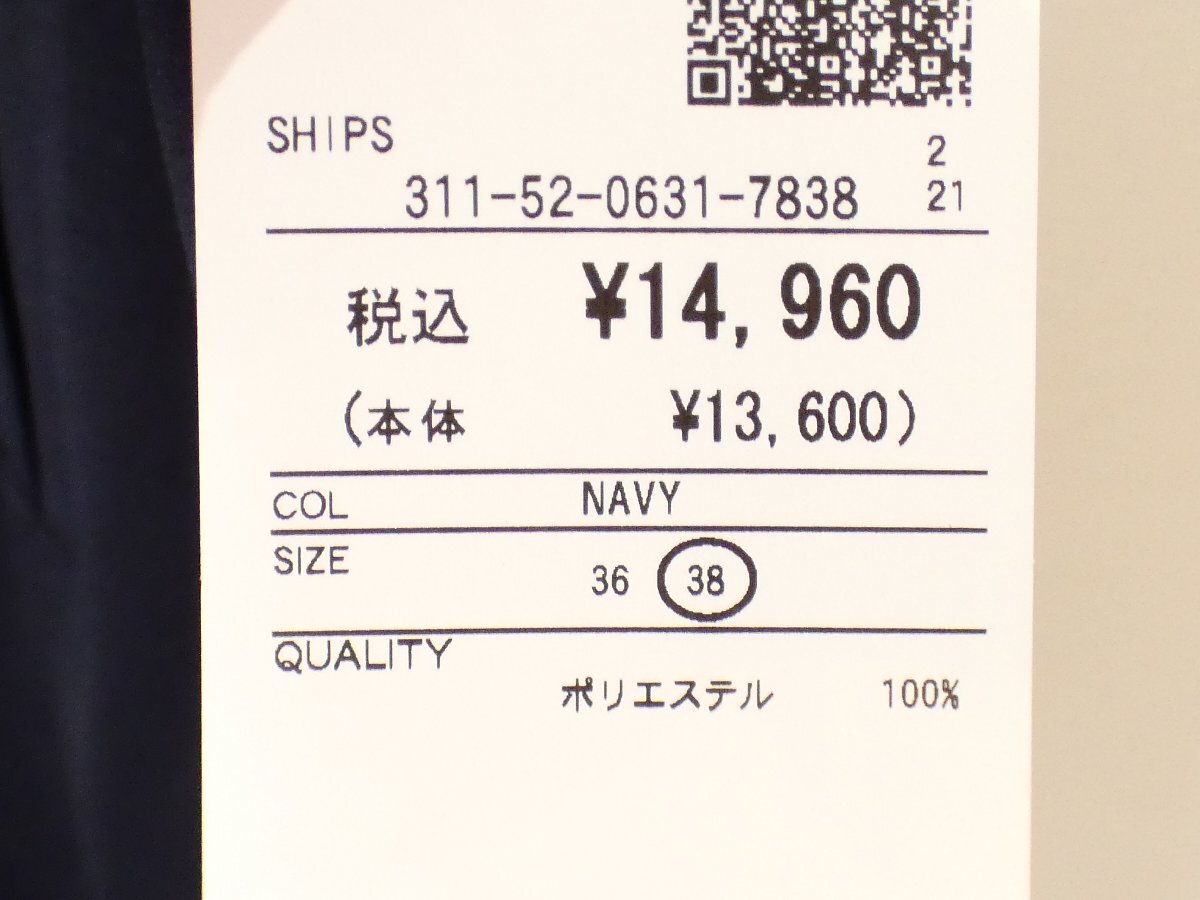 SHIPS
2
311-52-0631-7838
21
税込 ¥14,960
(本体 ¥13,600)
COL NAVY
SIZE
36 38
QUALITY
ポリエステル 100%